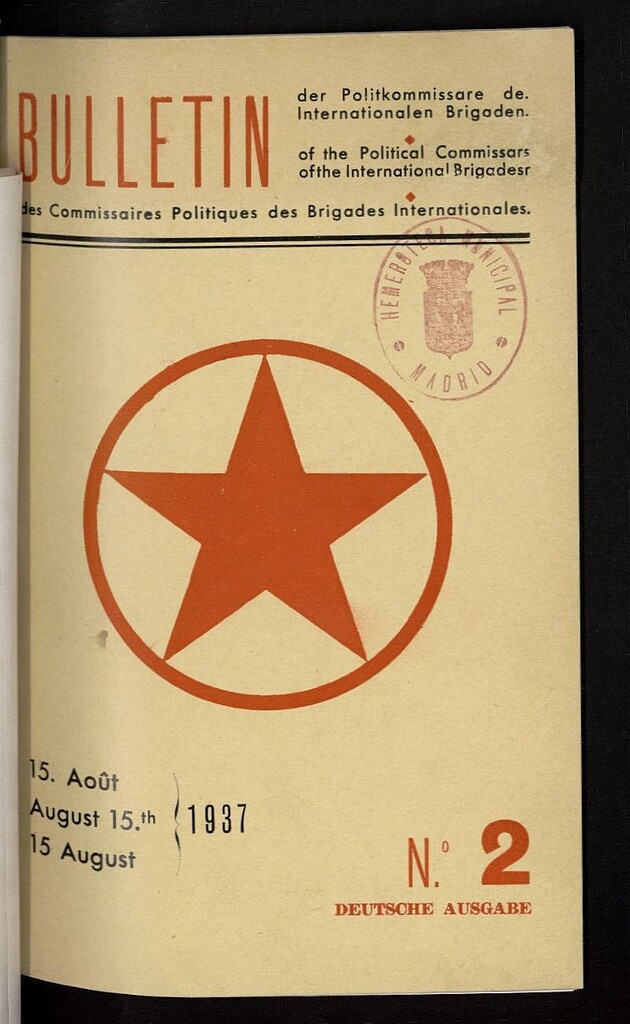 BULLETIN
der Politkommissare de.
Internationalen Brigaden.
of the Political Commissars
ofthe International Brigadesr
des Commissaires Politiques des Brigades Internationales.
HEMEROTECA MUNICIPAL
MADRID
15. Août
August 15.th
15 August
1937
N.º 2
DEUTSCHE AUSGABE